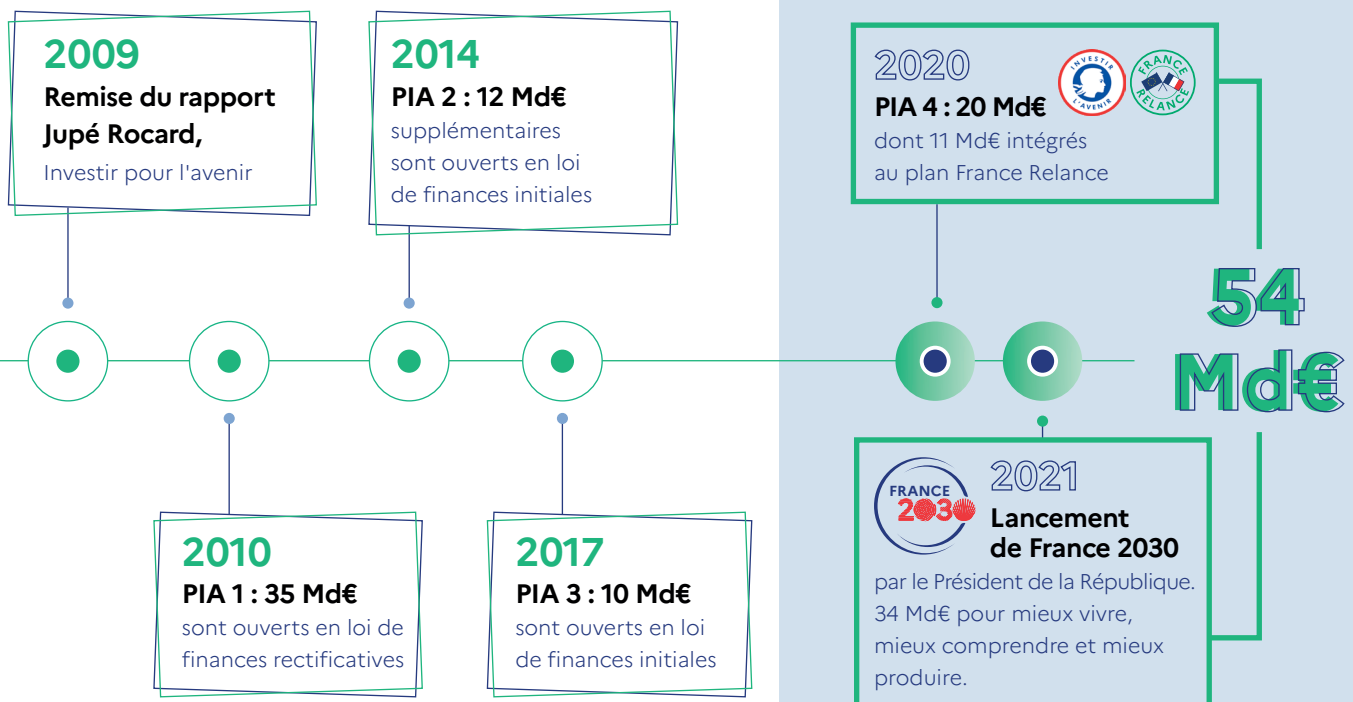 2009
Remise du rapport
Jupé Rocard,
Investir pour l'avenir
2014
PIA 2 : 12 Md€
supplémentaires
sont ouverts en loi
de finances initiales
2020
INVESTIR
L'AVENIR
FRANCE
RELANCE
PIA 4 : 20 Md€
dont 11 Md€ intégrés
au plan France Relance
54
Md€
2010
PIA 1 : 35 Md€
sont ouverts en loi de
finances rectificatives
2017
PIA 3 : 10 Md€
sont ouverts en loi
de finances initiales
FRANCE
2030
2021
Lancement
de France 2030
par le Président de la République.
34 Md€ pour mieux vivre,
mieux comprendre et mieux
produire.